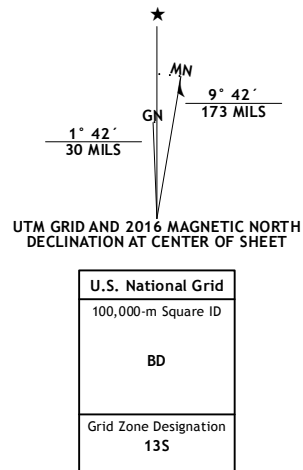 MN
GN
9° 42´
173 MILS
1° 42´
30 MILS
UTM GRID AND 2016 MAGNETIC NORTH
DECLINATION AT CENTER OF SHEET
U.S. National Grid
100,000-m Square ID
BD
Grid Zone Designation
13S